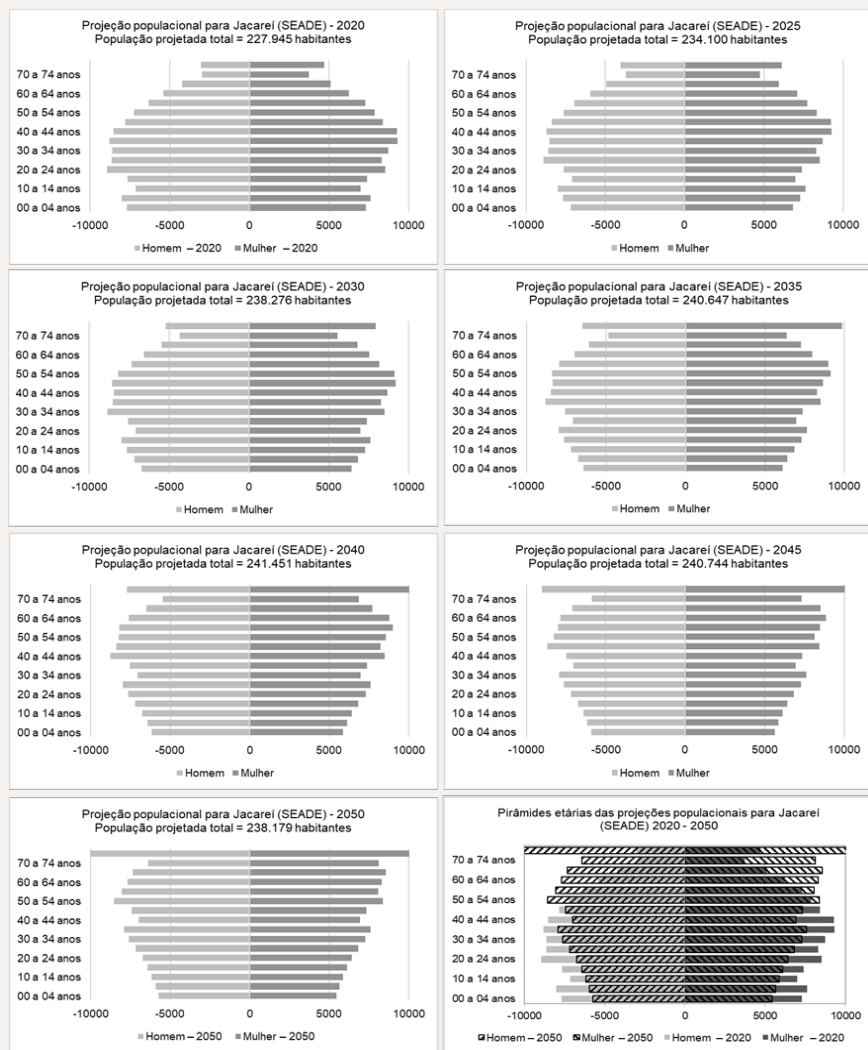 Projeção populacional para Jacareí (SEADE) - 2020
População projetada total = 227.945 habitantes
70 a 74 anos
60 a 64 anos
50 a 54 anos
40 a 44 anos
30 a 34 anos
20 a 24 anos
10 a 14 anos
00 a 04 anos
-10000 -5000 0 5000 10000
Homem – 2020 Mulher – 2020
Projeção populacional para Jacareí (SEADE) - 2025
População projetada total = 234.100 habitantes
70 a 74 anos
60 a 64 anos
50 a 54 anos
40 a 44 anos
30 a 34 anos
20 a 24 anos
10 a 14 anos
00 a 04 anos
-10000 -5000 0 5000 10000
Homem Mulher
Projeção populacional para Jacareí (SEADE) - 2030
População projetada total = 238.276 habitantes
70 a 74 anos
60 a 64 anos
50 a 54 anos
40 a 44 anos
30 a 34 anos
20 a 24 anos
10 a 14 anos
00 a 04 anos
-10000 -5000 0 5000 10000
Homem Mulher
Projeção populacional para Jacareí (SEADE) - 2035
População projetada total = 240.647 habitantes
70 a 74 anos
60 a 64 anos
50 a 54 anos
40 a 44 anos
30 a 34 anos
20 a 24 anos
10 a 14 anos
00 a 04 anos
-10000 -5000 0 5000 10000
Homem Mulher
Projeção populacional para Jacareí (SEADE) - 2040
População projetada total = 241.451 habitantes
70 a 74 anos
60 a 64 anos
50 a 54 anos
40 a 44 anos
30 a 34 anos
20 a 24 anos
10 a 14 anos
00 a 04 anos
-10000 -5000 0 5000 10000
Homem Mulher
Projeção populacional para Jacareí (SEADE) - 2045
População projetada total = 240.744 habitantes
70 a 74 anos
60 a 64 anos
50 a 54 anos
40 a 44 anos
30 a 34 anos
20 a 24 anos
10 a 14 anos
00 a 04 anos
-10000 -5000 0 5000 10000
Homem Mulher
Projeção populacional para Jacareí (SEADE) - 2050
População projetada total = 238.179 habitantes
70 a 74 anos
60 a 64 anos
50 a 54 anos
40 a 44 anos
30 a 34 anos
20 a 24 anos
10 a 14 anos
00 a 04 anos
-10000 -5000 0 5000 10000
Homem – 2050 Mulher – 2050
Pirâmides etárias das projeções populacionais para Jacareí
(SEADE) 2020 - 2050
70 a 74 anos
60 a 64 anos
50 a 54 anos
40 a 44 anos
30 a 34 anos
20 a 24 anos
10 a 14 anos
00 a 04 anos
-10000 -5000 0 5000 10000
Homem – 2050 Mulher – 2050 Homem – 2020 Mulher – 2020